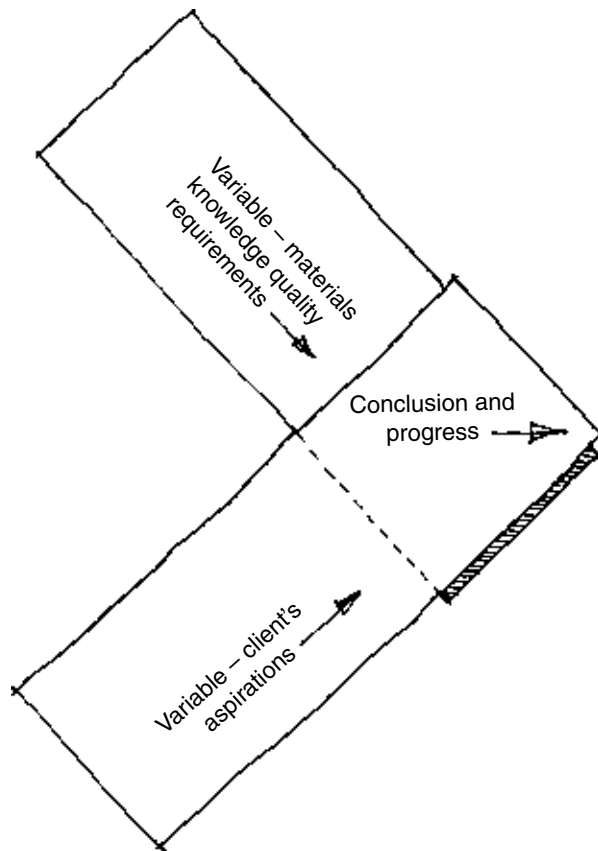 Variable – materials
knowledge quality
requirements
Conclusion and
progress
Variable – client's
aspirations